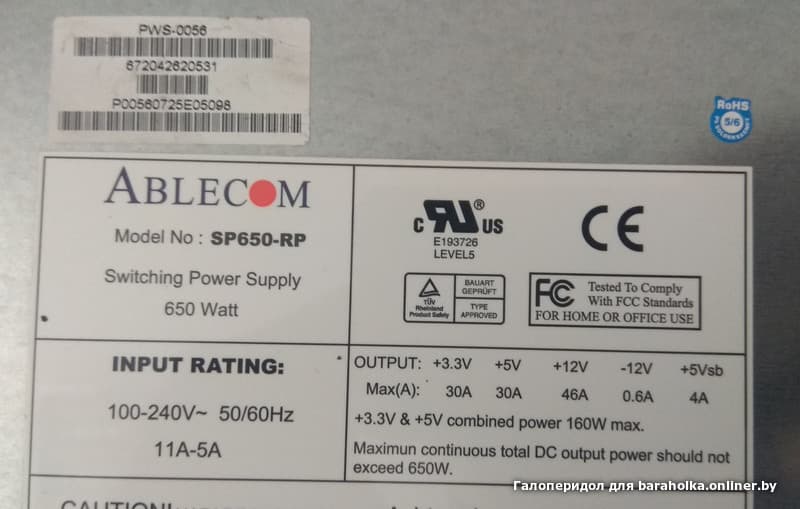 PWS-0056
672042620531
P00560725E05098
RoHS
5/6
ABLECOM
Model No : SP650-RP
Switching Power Supply
650 Watt
c RU ® US
E193726
LEVEL5
CE
TÜV
Rheinland
Product Safety
BAUART
GEPRÜFT
TYPE
APPROVED
FC Tested To Comply
With FCC Standards
FOR HOME OR OFFICE USE
INPUT RATING:
100-240V~ 50/60Hz
11A-5A
OUTPUT: +3.3V +5V +12V -12V +5Vsb
Max(A): 30A 30A 46A 0.6A 4A
+3.3V & +5V combined power 160W max.
Maximun continuous total DC output power should not
exceed 650W.
CAUTION!
Галоперидол для baraholka.onliner.by